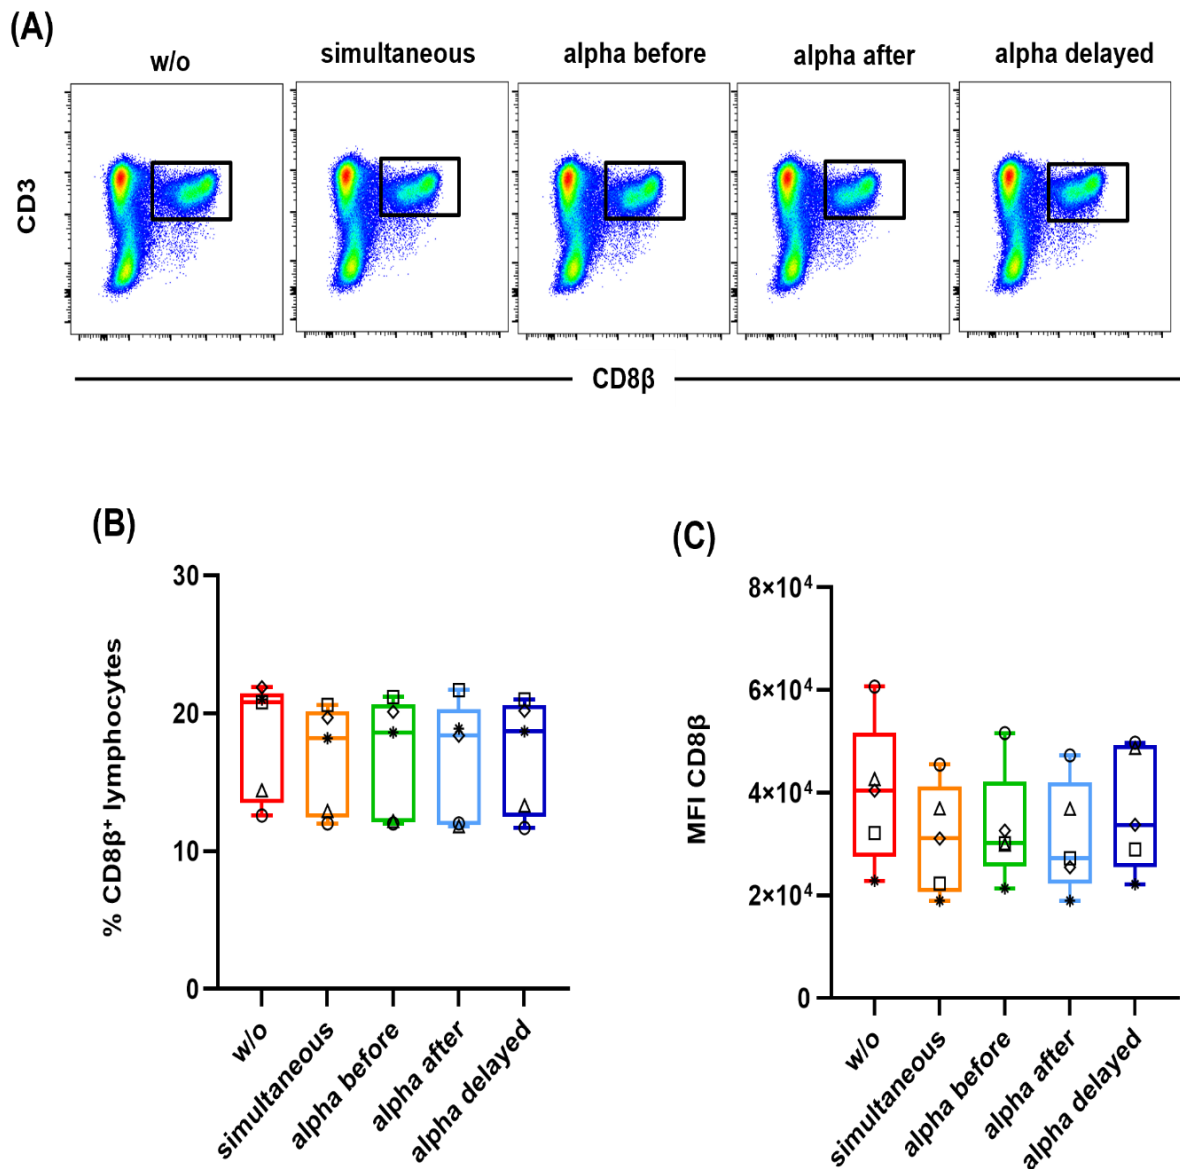 (A)
w/o
simultaneous
alpha before
alpha after
alpha delayed
CD3
CD8β
(B)
% CD8β⁺ lymphocytes
30
20
10
0
w/o
simultaneous
alpha before
alpha after
alpha delayed
(C)
MFI CD8β
8×10⁴
6×10⁴
4×10⁴
2×10⁴
0
w/o
simultaneous
alpha before
alpha after
alpha delayed